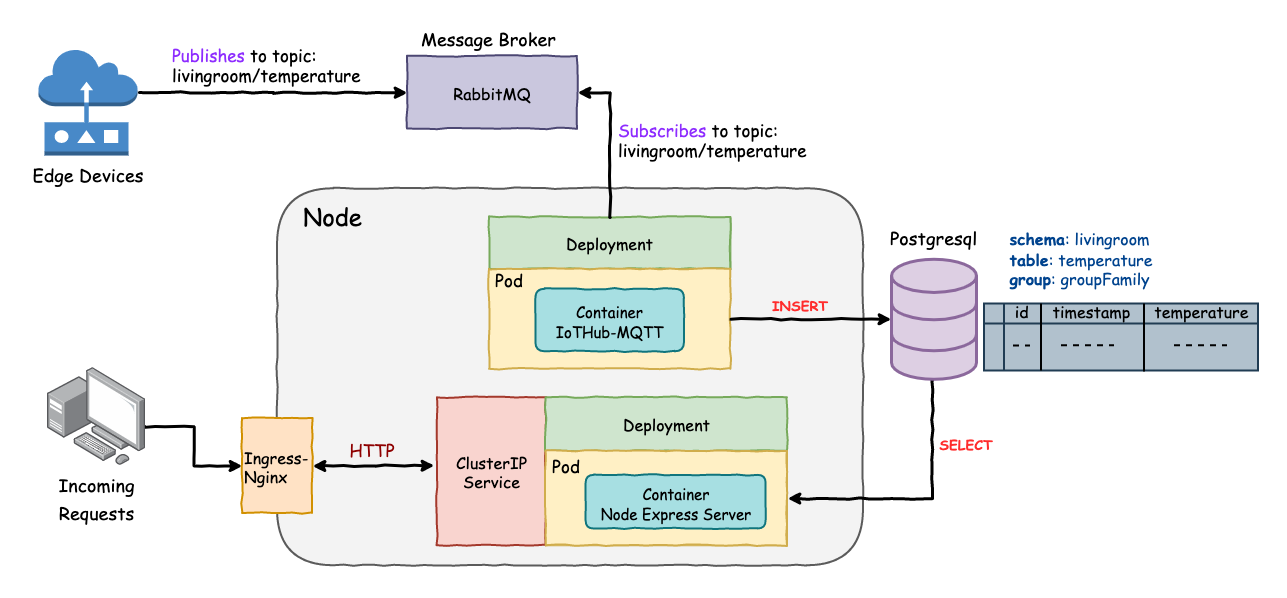 Message Broker
Publishes to topic:
livingroom/temperature
RabbitMQ
Subscribes to topic:
livingroom/temperature
Edge Devices
Node
Deployment
Pod
Container
IoTHub-MQTT
INSERT
Postgresql
schema: livingroom
table: temperature
group: groupFamily
id timestamp temperature
-- ----- -----
Incoming
Requests
Ingress-
Nginx
HTTP
ClusterIP
Service
Deployment
Pod
Container
Node Express Server
SELECT